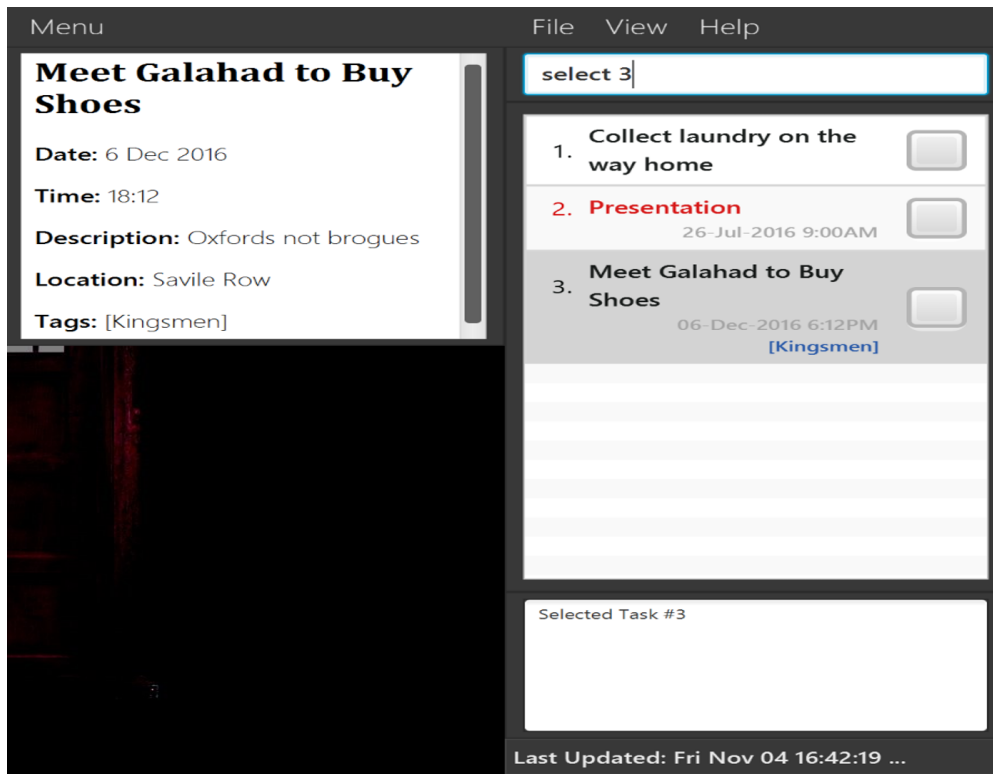 Menu
Meet Galahad to Buy
Shoes
Date: 6 Dec 2016
Time: 18:12
Description: Oxfords not brogues
Location: Savile Row
Tags: [Kingsmen]
File View Help
select 3
1. Collect laundry on the
way home
2. Presentation
26-Jul-2016 9:00AM
3. Meet Galahad to Buy
Shoes
06-Dec-2016 6:12PM
[Kingsmen]
Selected Task #3
Last Updated: Fri Nov 04 16:42:19 ...